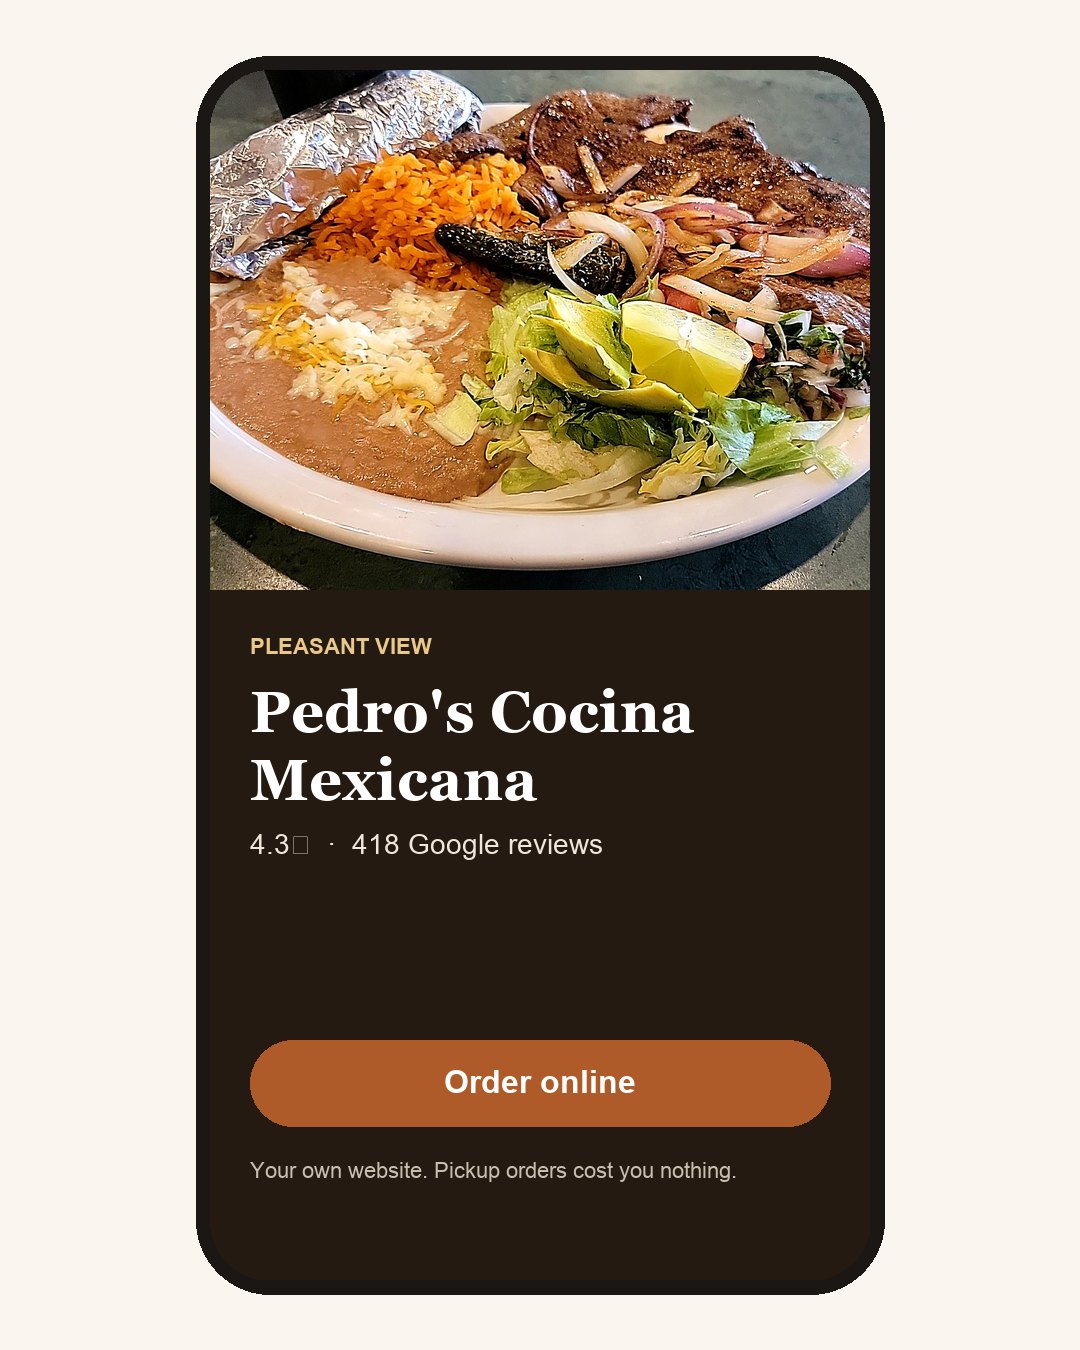 PLEASANT VIEW
Pedro's Cocina
Mexicana
4.3□ · 418 Google reviews
Order online
Your own website. Pickup orders cost you nothing.